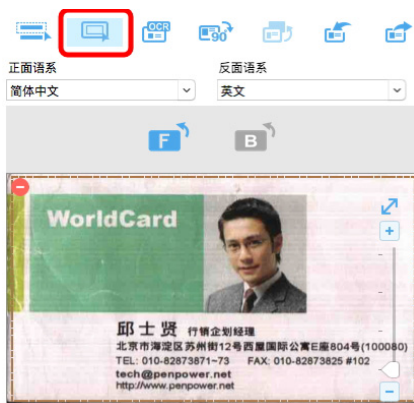 OCR
90°
正面语系
反面语系
简体中文
英文
F
B
WorldCard
邱士贤 行销企划经理
北京市海淀区苏州街12号西屋国际公寓E座804号(100080)
TEL: 010-82873871~73 FAX: 010-82873825 #102
tech@penpower.net
http://www.penpower.net